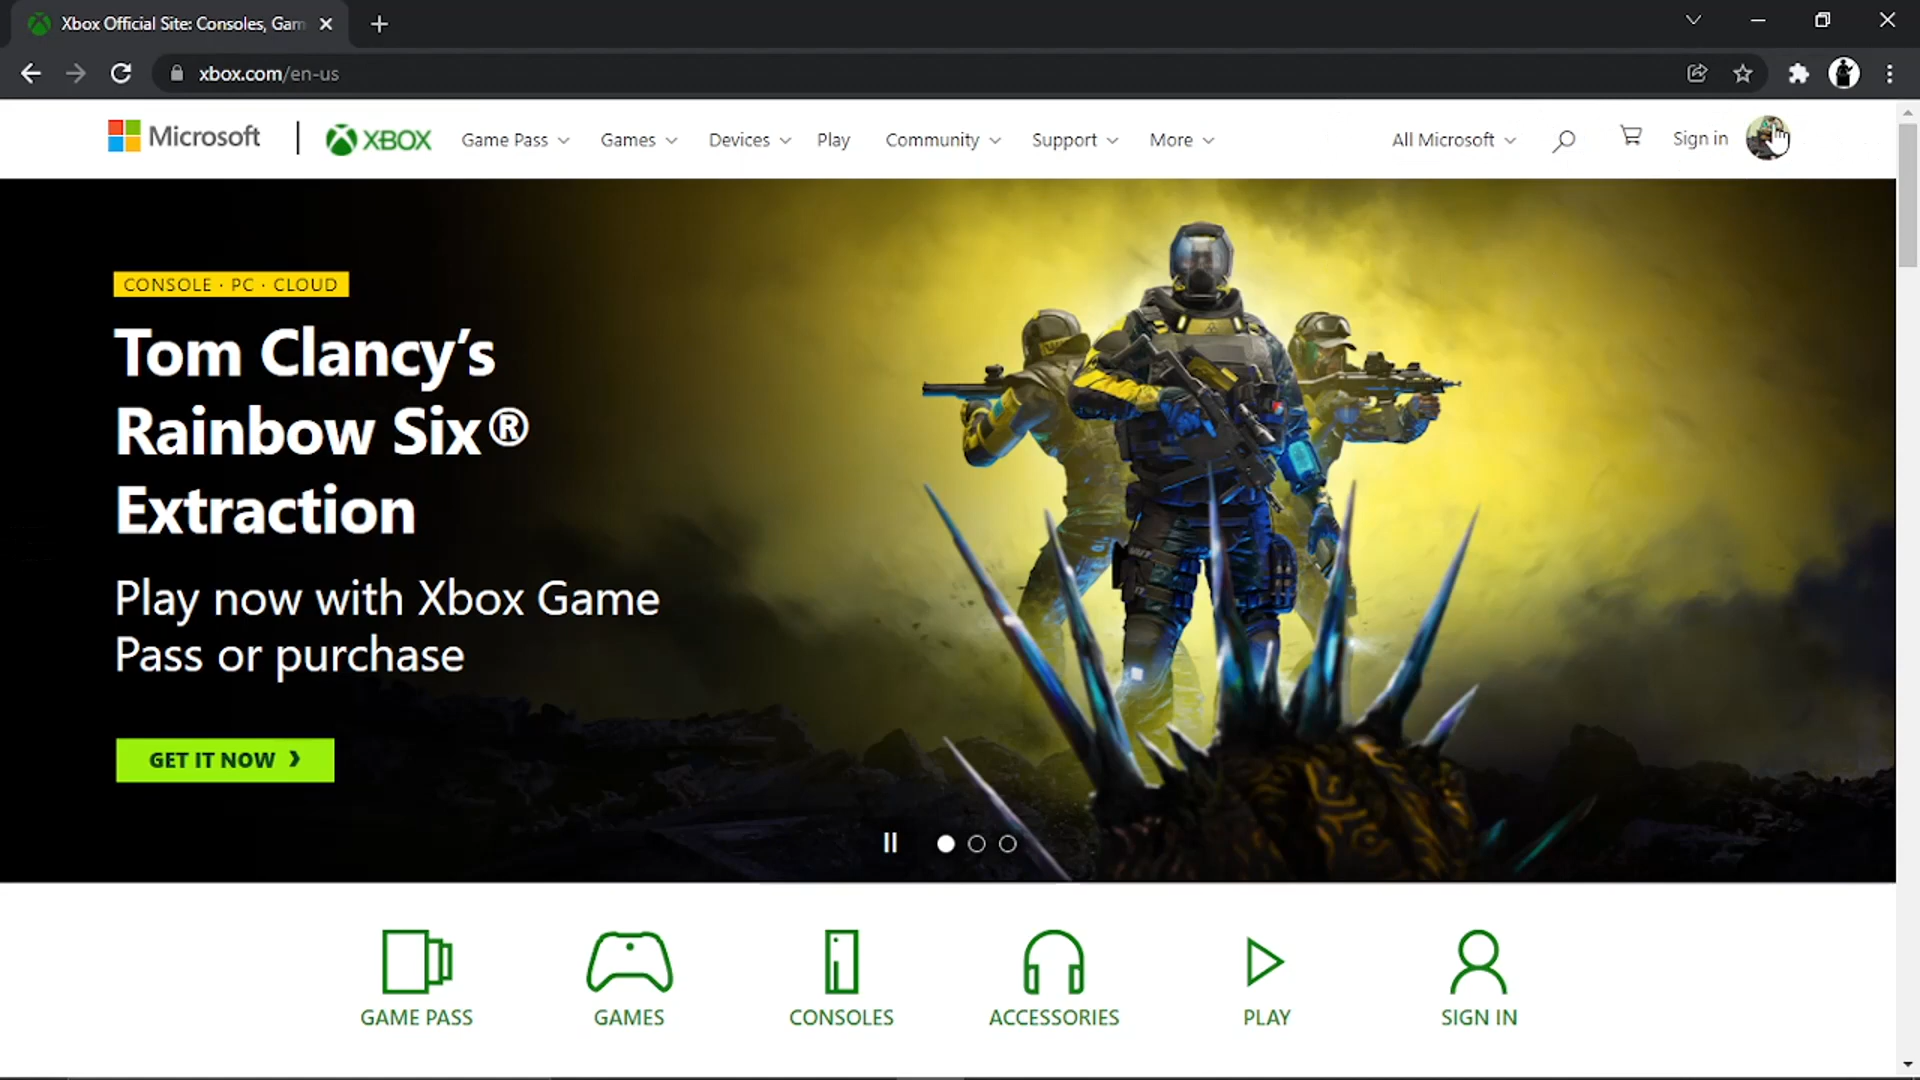 Xbox Official Site: Consoles, Gam
xbox.com/en-us
Microsoft XBOX Game Pass Games Devices Play Community Support More All Microsoft Sign in
CONSOLE · PC · CLOUD
Tom Clancy’s
Rainbow Six®
Extraction
Play now with Xbox Game
Pass or purchase
GET IT NOW
GAME PASS GAMES CONSOLES ACCESSORIES PLAY SIGN IN